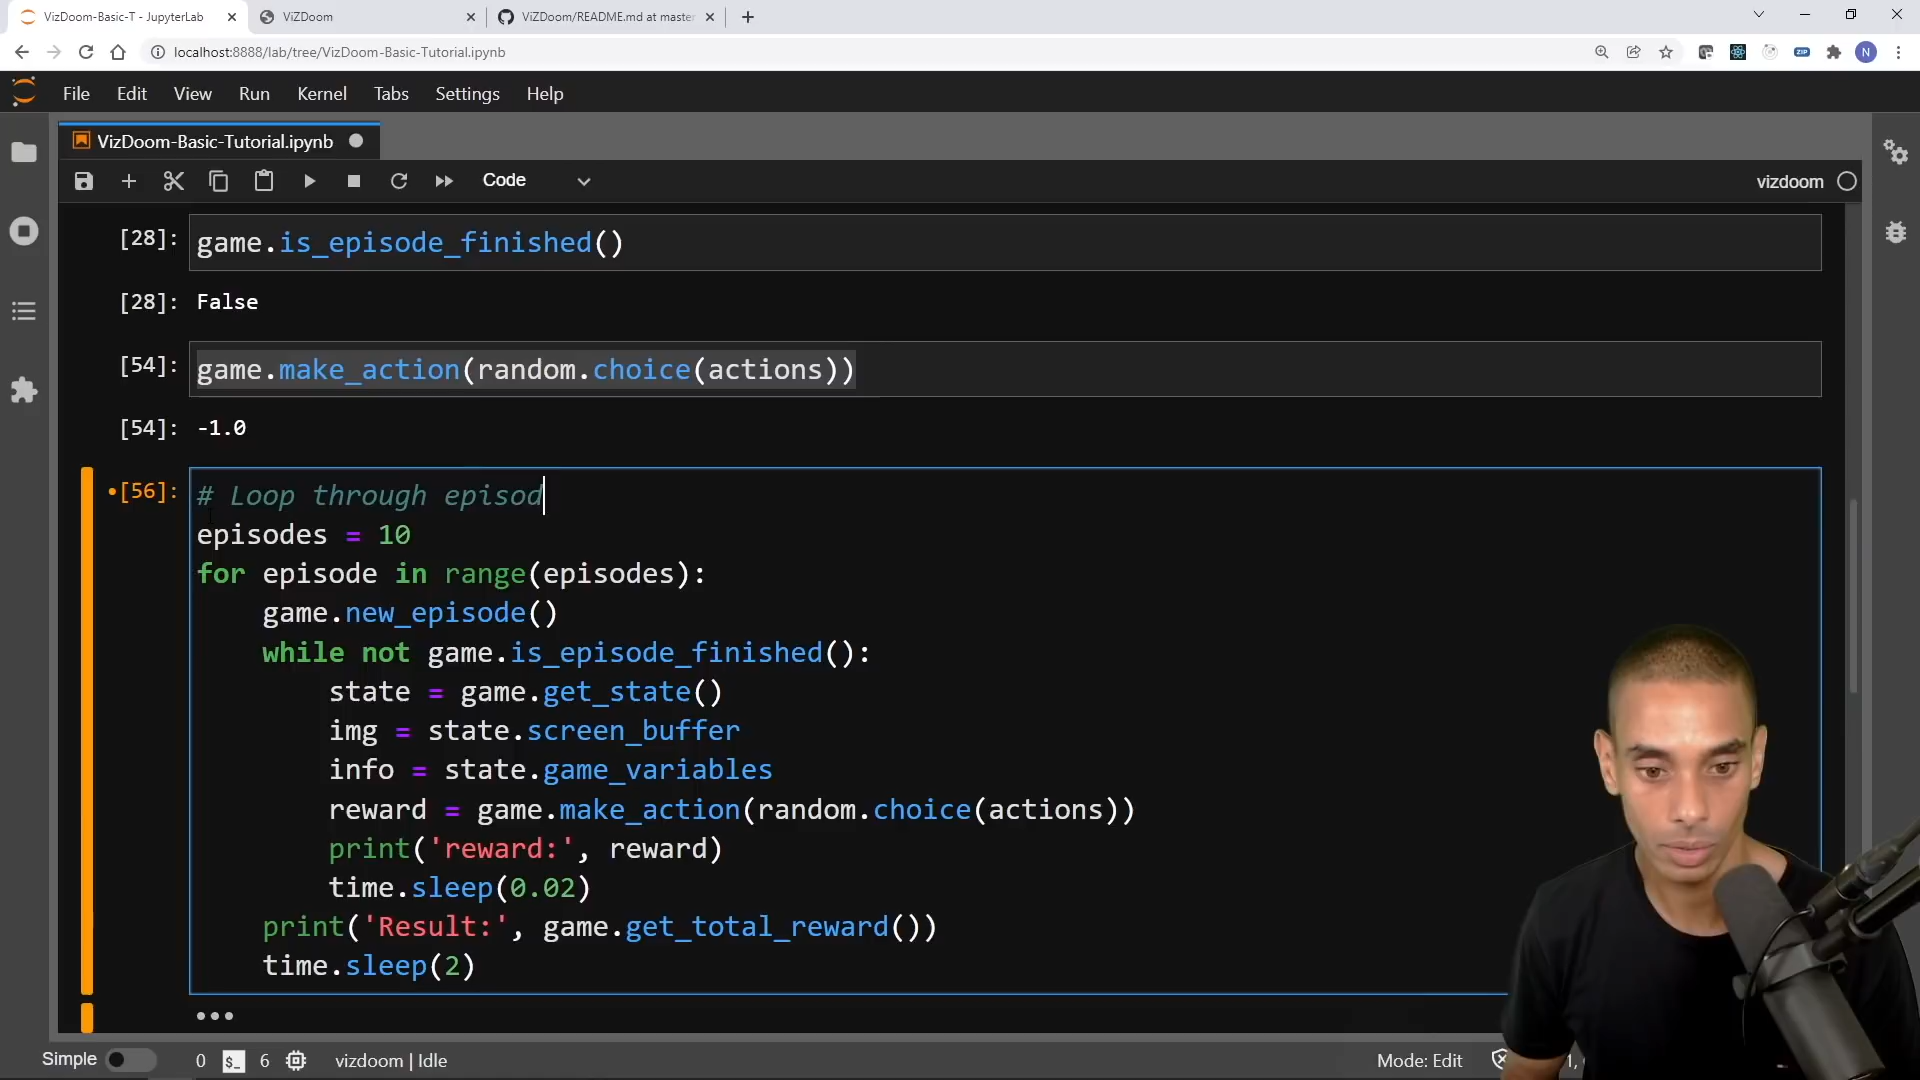 VizDoom-Basic-T - JupyterLab
ViZDoom
ViZDoom/README.md at master
localhost:8888/lab/tree/VizDoom-Basic-Tutorial.ipynb
ZIP
N
File Edit View Run Kernel Tabs Settings Help
VizDoom-Basic-Tutorial.ipynb
Code
vizdoom
[28]: game.is_episode_finished()
[28]: False
[54]: game.make_action(random.choice(actions))
[54]: -1.0
[56]: # Loop through episod
episodes = 10
for episode in range(episodes):
    game.new_episode()
    while not game.is_episode_finished():
        state = game.get_state()
        img = state.screen_buffer
        info = state.game_variables
        reward = game.make_action(random.choice(actions))
        print('reward:', reward)
        time.sleep(0.02)
    print('Result:', game.get_total_reward())
    time.sleep(2)
Simple 0 $_ 6 vizdoom | Idle Mode: Edit